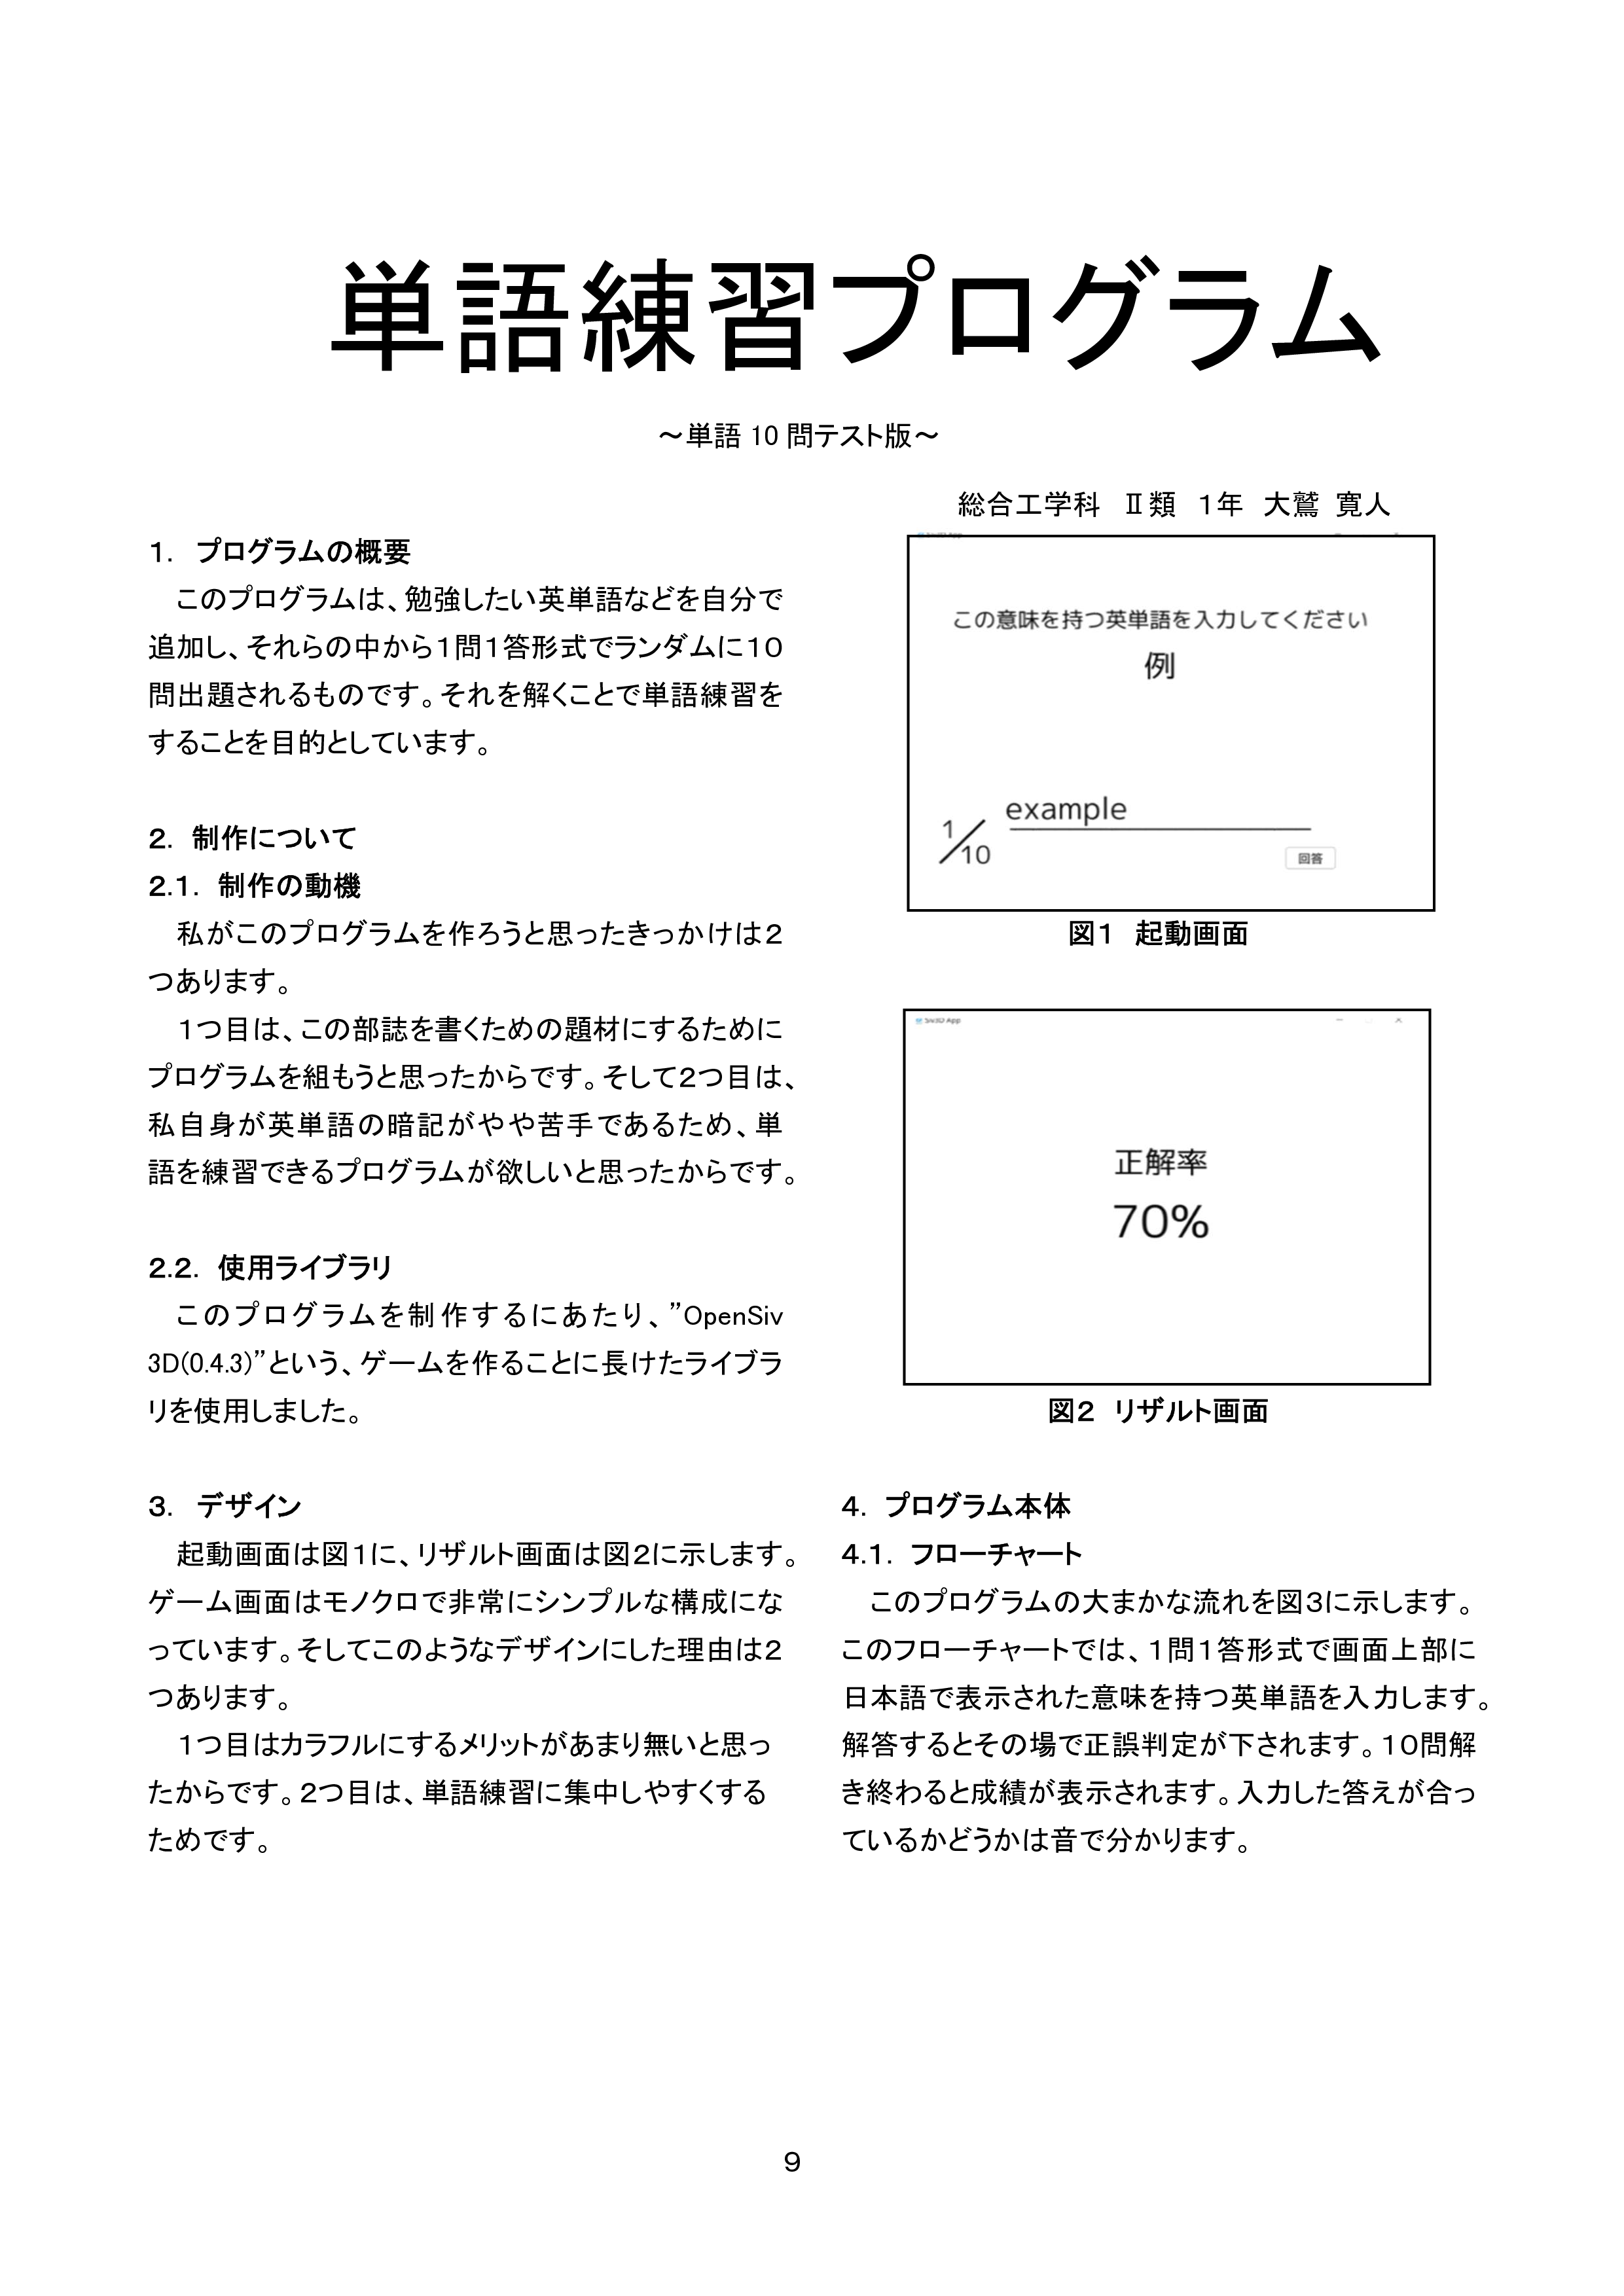 単語練習プログラム
～単語 10 問テスト版～
総合工学科 Ⅱ類 1年 大鷲 寛人
1. プログラムの概要
このプログラムは、勉強したい英単語などを自分で
追加し、それらの中から1問1答形式でランダムに10
問出題されるものです。それを解くことで単語練習を
することを目的としています。
2. 制作について
2.1. 制作の動機
私がこのプログラムを作ろうと思ったきっかけは2
つあります。
1つ目は、この部誌を書くための題材にするために
プログラムを組もうと思ったからです。そして2つ目は、
私自身が英単語の暗記がやや苦手であるため、単
語を練習できるプログラムが欲しいと思ったからです。
2.2. 使用ライブラリ
このプログラムを制作するにあたり、”OpenSiv
3D(0.4.3)”という、ゲームを作ることに長けたライブラ
リを使用しました。
3. デザイン
起動画面は図1に、リザルト画面は図2に示します。
ゲーム画面はモノクロで非常にシンプルな構成にな
っています。そしてこのようなデザインにした理由は2
つあります。
1つ目はカラフルにするメリットがあまり無いと思っ
たからです。2つ目は、単語練習に集中しやすくする
ためです。
この意味を持つ英単語を入力してください
例
example
1/10
回答
図1 起動画面
Siv3D App
正解率
70%
図2 リザルト画面
4. プログラム本体
4.1. フローチャート
このプログラムの大まかな流れを図3に示します。
このフローチャートでは、1問1答形式で画面上部に
日本語で表示された意味を持つ英単語を入力します。
解答するとその場で正誤判定が下されます。10問解
き終わると成績が表示されます。入力した答えが合っ
ているかどうかは音で分かります。
9